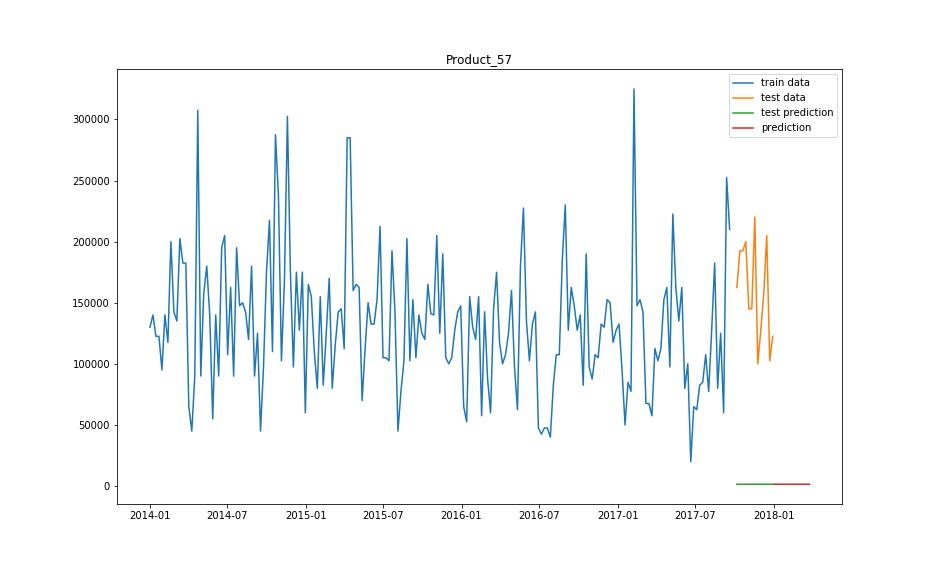 Product_57
train data
test data
test prediction
prediction
300000
250000
200000
150000
100000
50000
0
2014-01 2014-07 2015-01 2015-07 2016-01 2016-07 2017-01 2017-07 2018-01